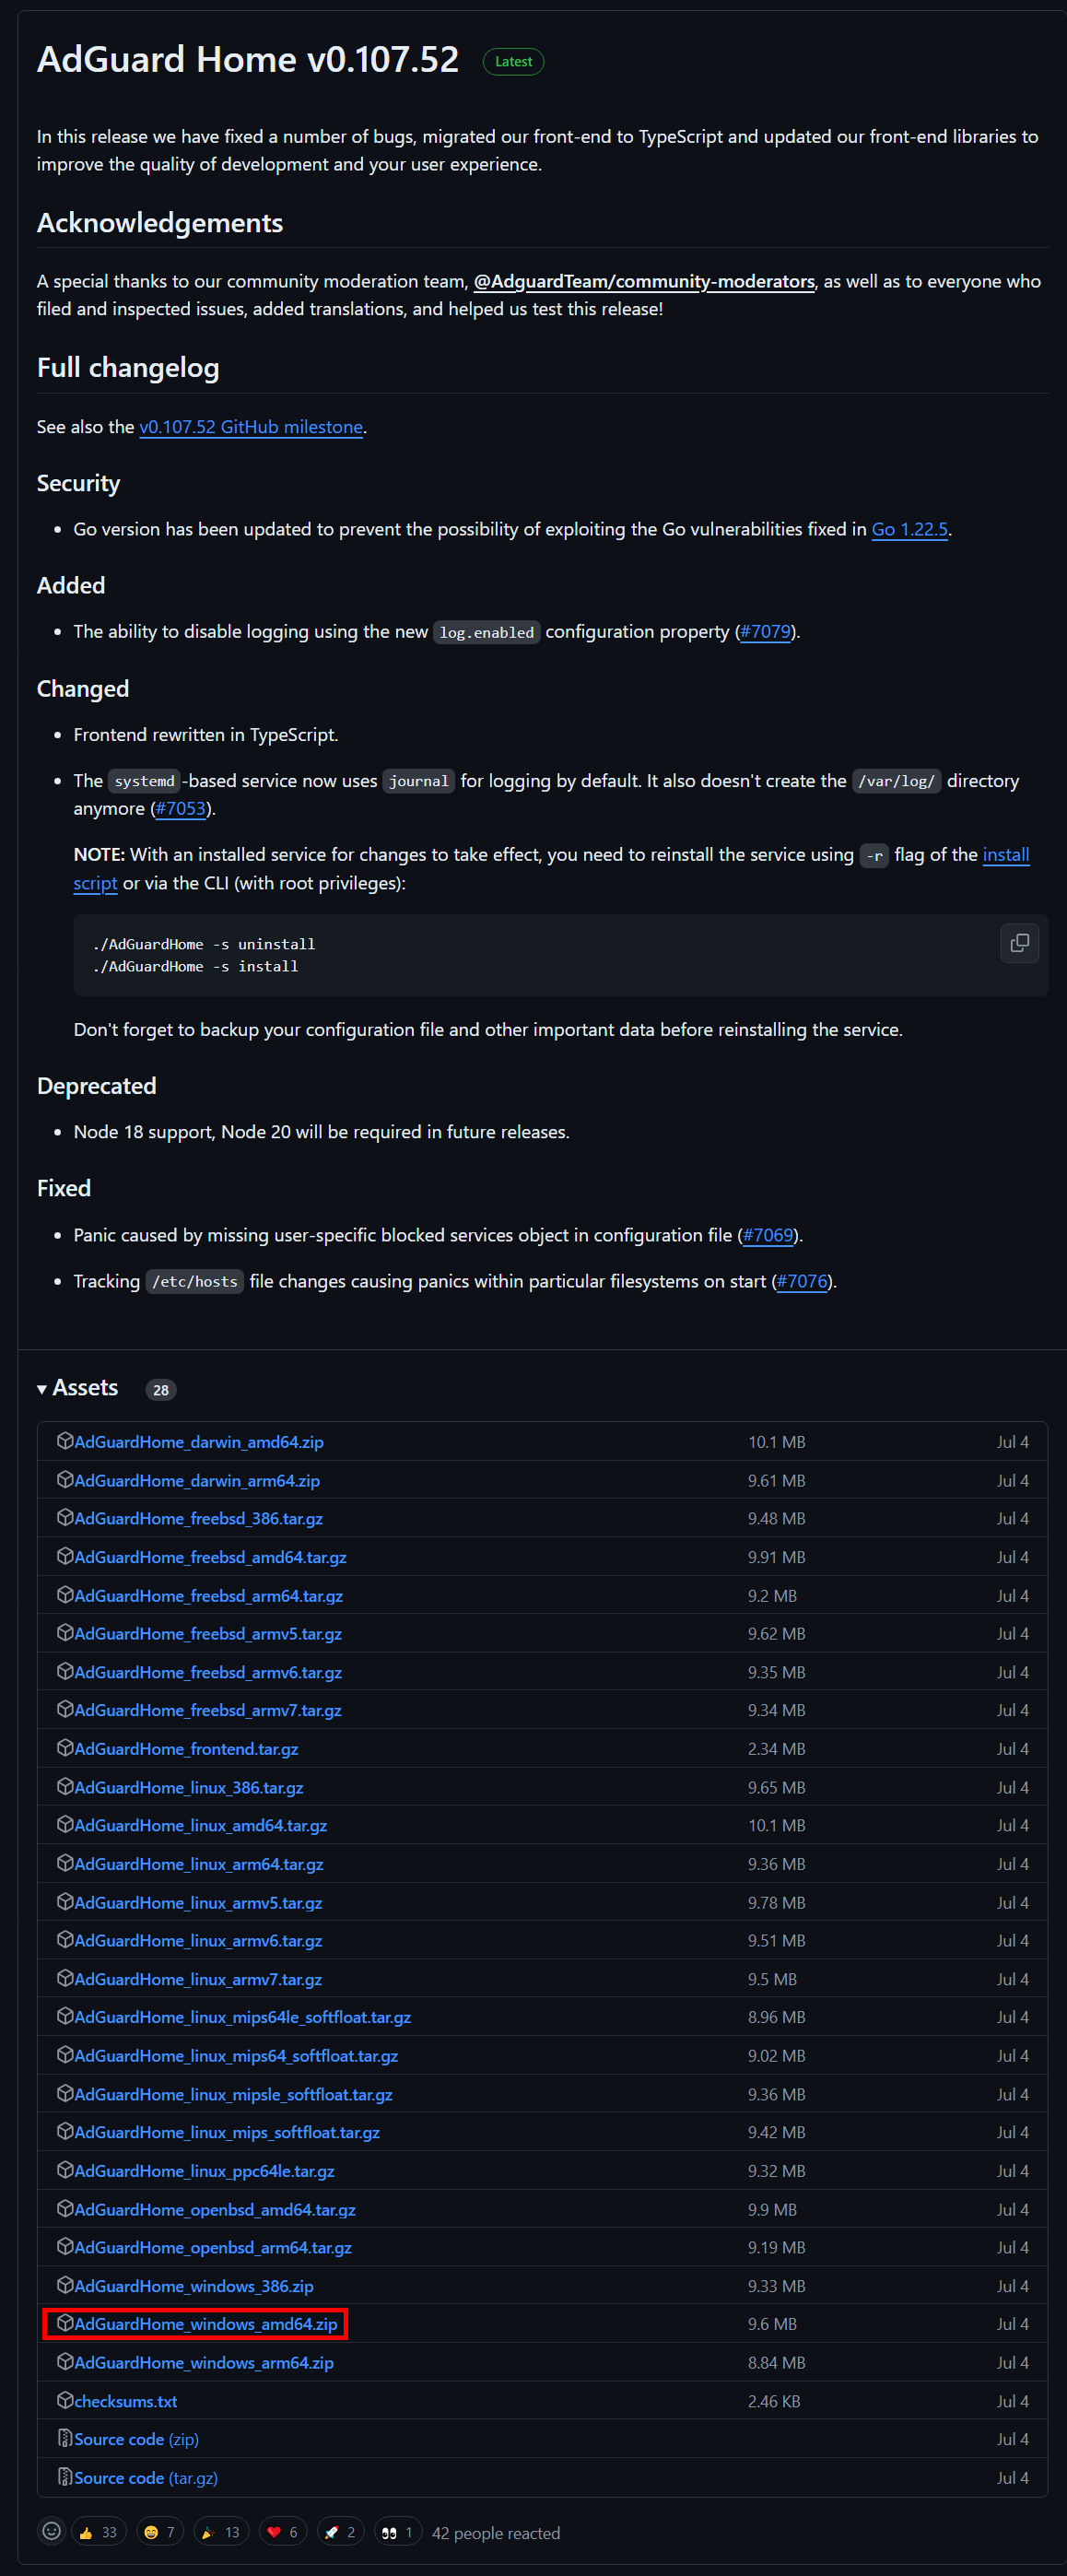 AdGuard Home v0.107.52 Latest
In this release we have fixed a number of bugs, migrated our front-end to TypeScript and updated our front-end libraries to
improve the quality of development and your user experience.
Acknowledgements
A special thanks to our community moderation team, @AdguardTeam/community-moderators, as well as to everyone who
filed and inspected issues, added translations, and helped us test this release!
Full changelog
See also the v0.107.52 GitHub milestone.
Security
• Go version has been updated to prevent the possibility of exploiting the Go vulnerabilities fixed in Go 1.22.5.
Added
• The ability to disable logging using the new log.enabled configuration property (#7079).
Changed
• Frontend rewritten in TypeScript.
• The systemd-based service now uses journal for logging by default. It also doesn't create the /var/log/ directory
anymore (#7053).
NOTE: With an installed service for changes to take effect, you need to reinstall the service using -r flag of the install
script or via the CLI (with root privileges):
./AdGuardHome -s uninstall
./AdGuardHome -s install
Don't forget to backup your configuration file and other important data before reinstalling the service.
Deprecated
• Node 18 support, Node 20 will be required in future releases.
Fixed
• Panic caused by missing user-specific blocked services object in configuration file (#7069).
• Tracking /etc/hosts file changes causing panics within particular filesystems on start (#7076).
Assets 28
AdGuardHome_darwin_amd64.zip 10.1 MB Jul 4
AdGuardHome_darwin_arm64.zip 9.61 MB Jul 4
AdGuardHome_freebsd_386.tar.gz 9.48 MB Jul 4
AdGuardHome_freebsd_amd64.tar.gz 9.91 MB Jul 4
AdGuardHome_freebsd_arm64.tar.gz 9.2 MB Jul 4
AdGuardHome_freebsd_armv5.tar.gz 9.62 MB Jul 4
AdGuardHome_freebsd_armv6.tar.gz 9.35 MB Jul 4
AdGuardHome_freebsd_armv7.tar.gz 9.34 MB Jul 4
AdGuardHome_frontend.tar.gz 2.34 MB Jul 4
AdGuardHome_linux_386.tar.gz 9.65 MB Jul 4
AdGuardHome_linux_amd64.tar.gz 10.1 MB Jul 4
AdGuardHome_linux_arm64.tar.gz 9.36 MB Jul 4
AdGuardHome_linux_armv5.tar.gz 9.78 MB Jul 4
AdGuardHome_linux_armv6.tar.gz 9.51 MB Jul 4
AdGuardHome_linux_armv7.tar.gz 9.5 MB Jul 4
AdGuardHome_linux_mips64le_softfloat.tar.gz 8.96 MB Jul 4
AdGuardHome_linux_mips64_softfloat.tar.gz 9.02 MB Jul 4
AdGuardHome_linux_mipsle_softfloat.tar.gz 9.36 MB Jul 4
AdGuardHome_linux_mips_softfloat.tar.gz 9.42 MB Jul 4
AdGuardHome_linux_ppc64le.tar.gz 9.32 MB Jul 4
AdGuardHome_openbsd_amd64.tar.gz 9.9 MB Jul 4
AdGuardHome_openbsd_arm64.tar.gz 9.19 MB Jul 4
AdGuardHome_windows_386.zip 9.33 MB Jul 4
AdGuardHome_windows_amd64.zip 9.6 MB Jul 4
AdGuardHome_windows_arm64.zip 8.84 MB Jul 4
checksums.txt 2.46 KB Jul 4
Source code (zip) Jul 4
Source code (tar.gz) Jul 4
👍 33 😄 7 🎉 13 ❤️ 6 🚀 2 👀 1 42 people reacted